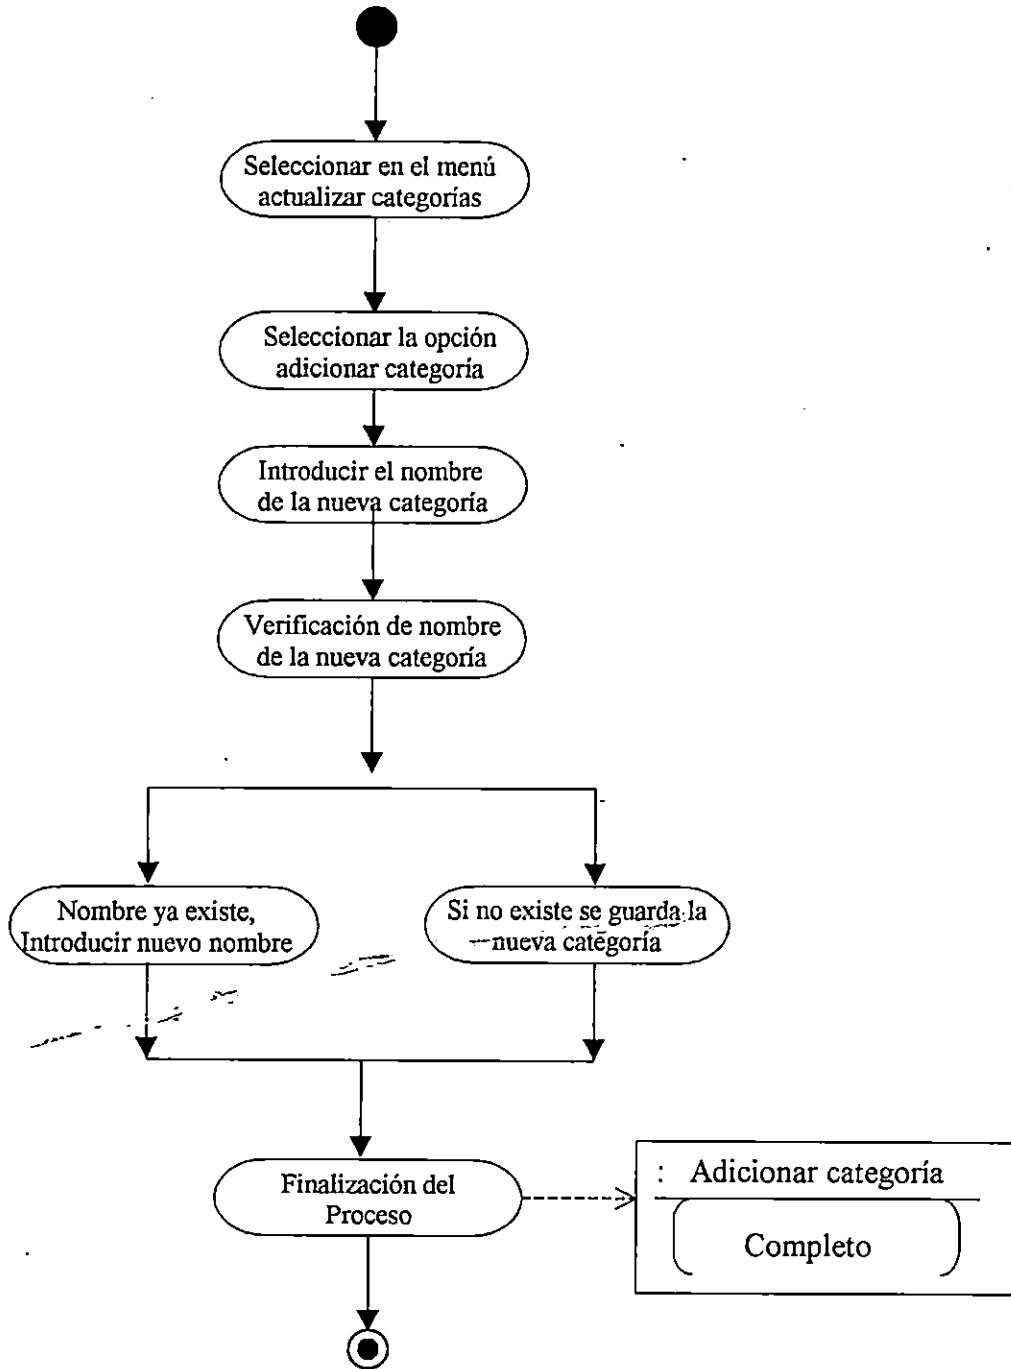 Seleccionar en el menú
actualizar categorías
Seleccionar la opción
adicionar categoría
Introducir el nombre
de la nueva categoría
Verificación de nombre
de la nueva categoría
Nombre ya existe,
Introducir nuevo nombre
Si no existe se guarda la
nueva categoría
Finalización del
Proceso
: Adicionar categoría
Completo